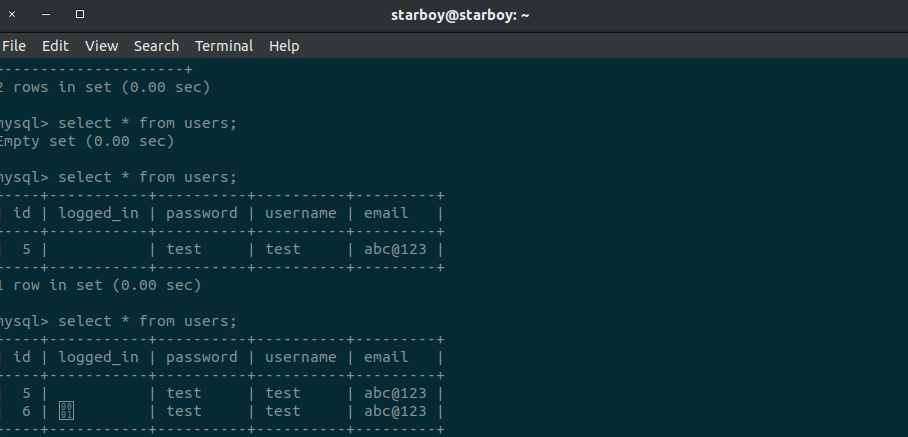 starboy@starboy: ~
File Edit View Search Terminal Help
--------------------+
2 rows in set (0.00 sec)
mysql> select * from users;
Empty set (0.00 sec)
mysql> select * from users;
+----+-----------+----------+----------+---------+
| id | logged_in | password | username | email   |
+----+-----------+----------+----------+---------+
|  5 |           | test     | test     | abc@123 |
+----+-----------+----------+----------+---------+
1 row in set (0.00 sec)
mysql> select * from users;
+----+-----------+----------+----------+---------+
| id | logged_in | password | username | email   |
+----+-----------+----------+----------+---------+
|  5 |           | test     | test     | abc@123 |
|  6 | 0001         | test     | test     | abc@123 |
+----+-----------+----------+----------+---------+